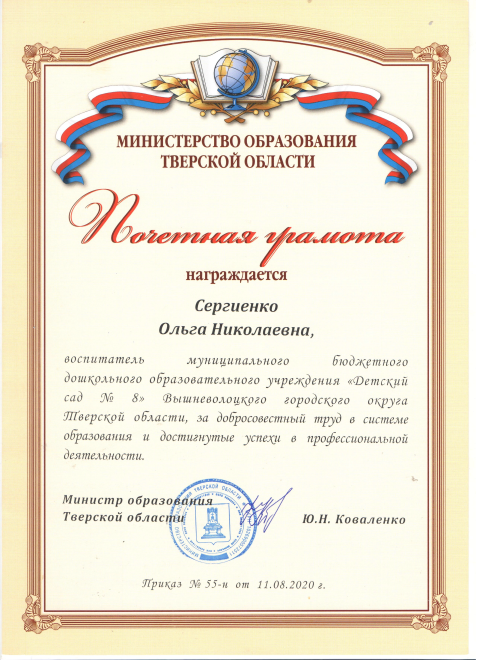 МИНИСТЕРСТВО ОБРАЗОВАНИЯ
ТВЕРСКОЙ ОБЛАСТИ
Почетная грамота
награждается
Сергиенко
Ольга Николаевна,
воспитатель муниципального бюджетного
дошкольного образовательного учреждения «Детский
сад № 8» Вышневолоцкого городского округа
Тверской области, за добросовестный труд в системе
образования и достигнутые успехи в профессиональной
деятельности.
Министр образования
Тверской области
Ю.Н. Коваленко
Приказ № 55-н от 11.08.2020 г.